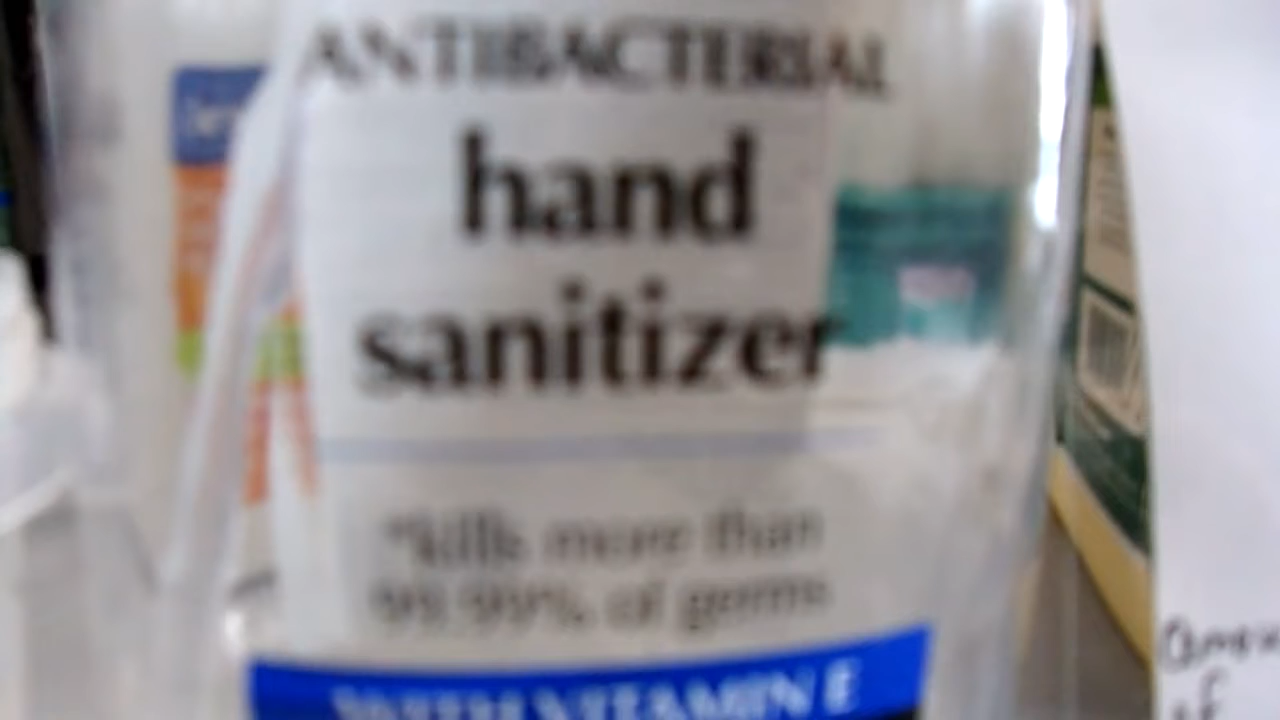 ANTIBACTERIAL
hand
sanitizer
*kills more than
99.99% of germs
WITH VITAMIN E